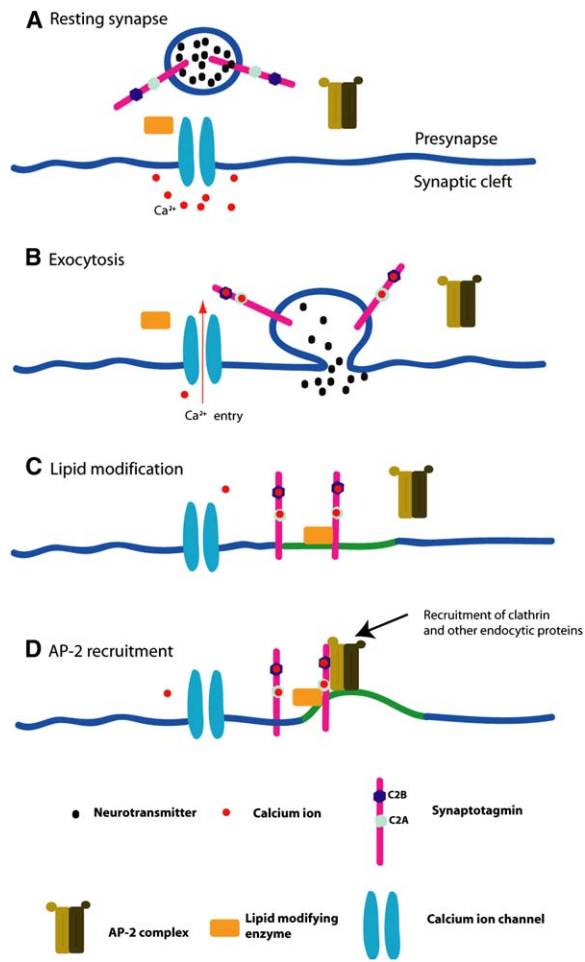 A Resting synapse
Presynapse
Synaptic cleft
Ca²⁺
B Exocytosis
Ca²⁺ entry
C Lipid modification
Recruitment of clathrin
and other endocytic proteins
D AP-2 recruitment
C2B
C2A
Neurotrasmitter
Calcium ion
Synaptotagmin
AP-2 complex
Lipid modifying
enzyme
Calcium ion channel